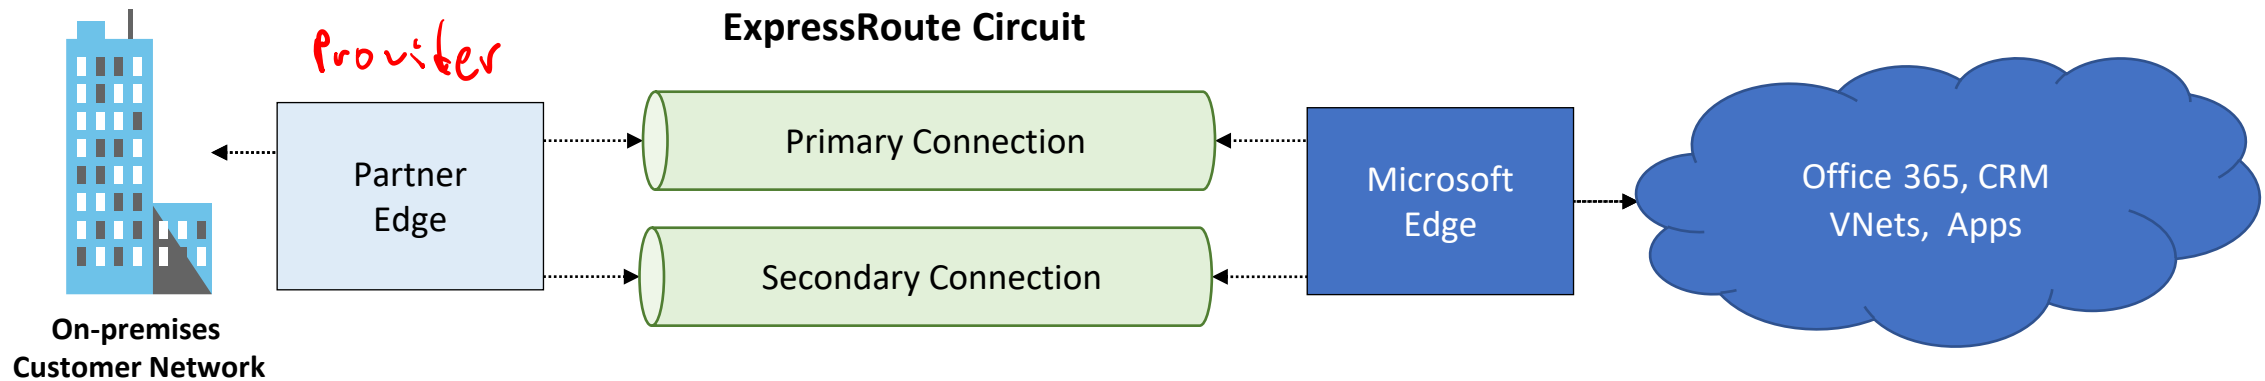 ExpressRoute Circuit
Provider
Partner
Edge
Primary Connection
Secondary Connection
Microsoft
Edge
Office 365, CRM
VNets, Apps
On-premises
Customer Network